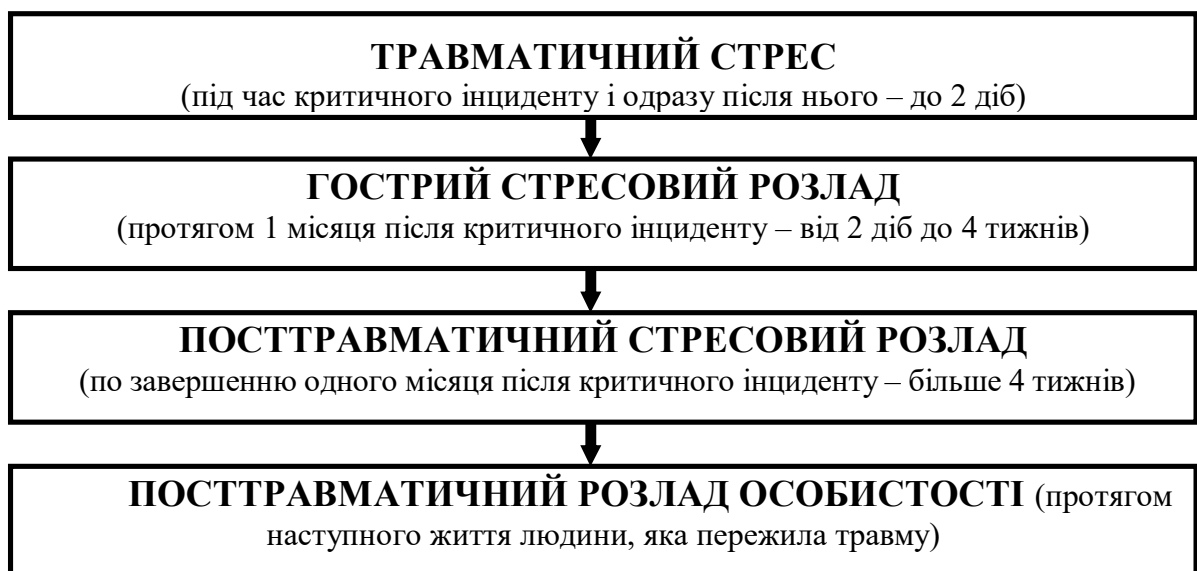 ТРАВМАТИЧНИЙ СТРЕС
(під час критичного інциденту і одразу після нього – до 2 діб)
ГОСТРИЙ СТРЕСОВИЙ РОЗЛАД
(протягом 1 місяця після критичного інциденту – від 2 діб до 4 тижнів)
ПОСТТРАВМАТИЧНИЙ СТРЕСОВИЙ РОЗЛАД
(по завершенню одного місяця після критичного інциденту – більше 4 тижнів)
ПОСТТРАВМАТИЧНИЙ РОЗЛАД ОСОБИСТОСТІ (протягом
наступного життя людини, яка пережила травму)